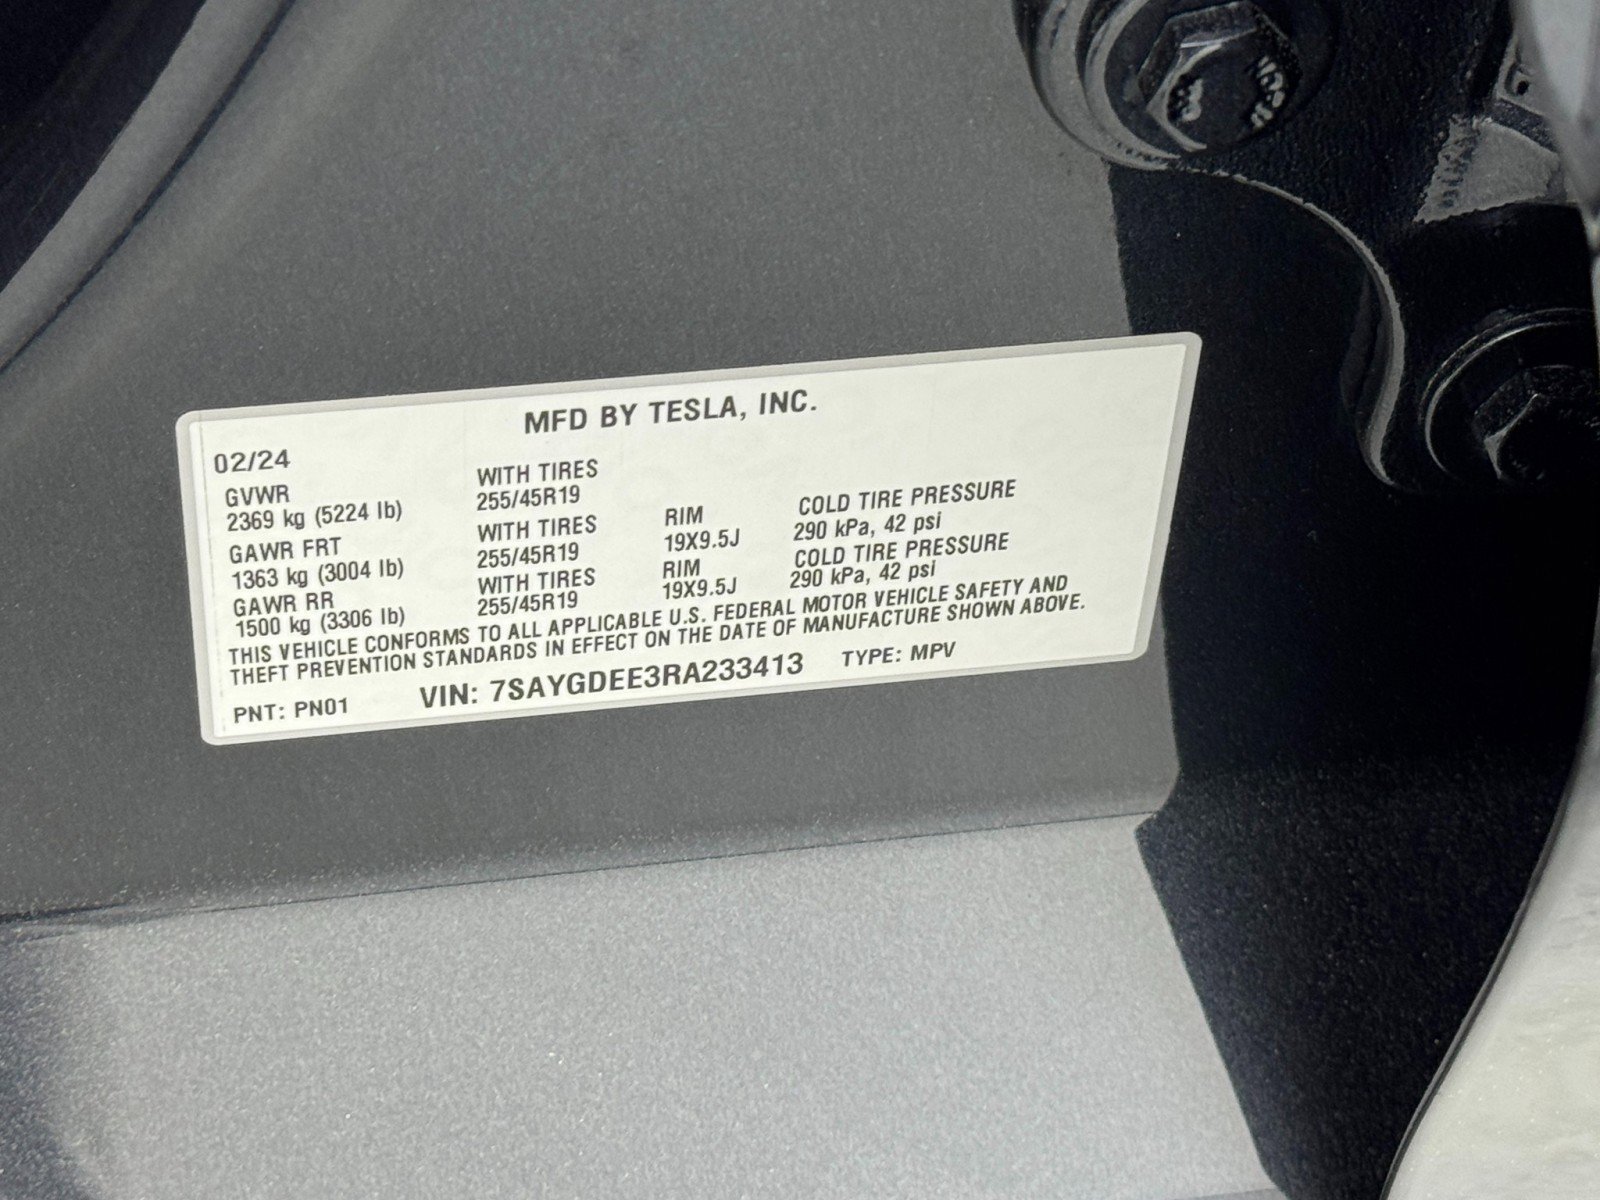 MFD BY TESLA, INC.
02/24
GVWR WITH TIRES
2369 kg (5224 lb) 255/45R19
GAWR FRT WITH TIRES RIM COLD TIRE PRESSURE
1363 kg (3004 lb) 255/45R19 19X9.5J 290 kPa, 42 psi
GAWR RR WITH TIRES RIM COLD TIRE PRESSURE
1500 kg (3306 lb) 255/45R19 19X9.5J 290 kPa, 42 psi
THIS VEHICLE CONFORMS TO ALL APPLICABLE U.S. FEDERAL MOTOR VEHICLE SAFETY AND
THEFT PREVENTION STANDARDS IN EFFECT ON THE DATE OF MANUFACTURE SHOWN ABOVE.
PNT: PN01 VIN: 7SAYGDEE3RA233413 TYPE: MPV